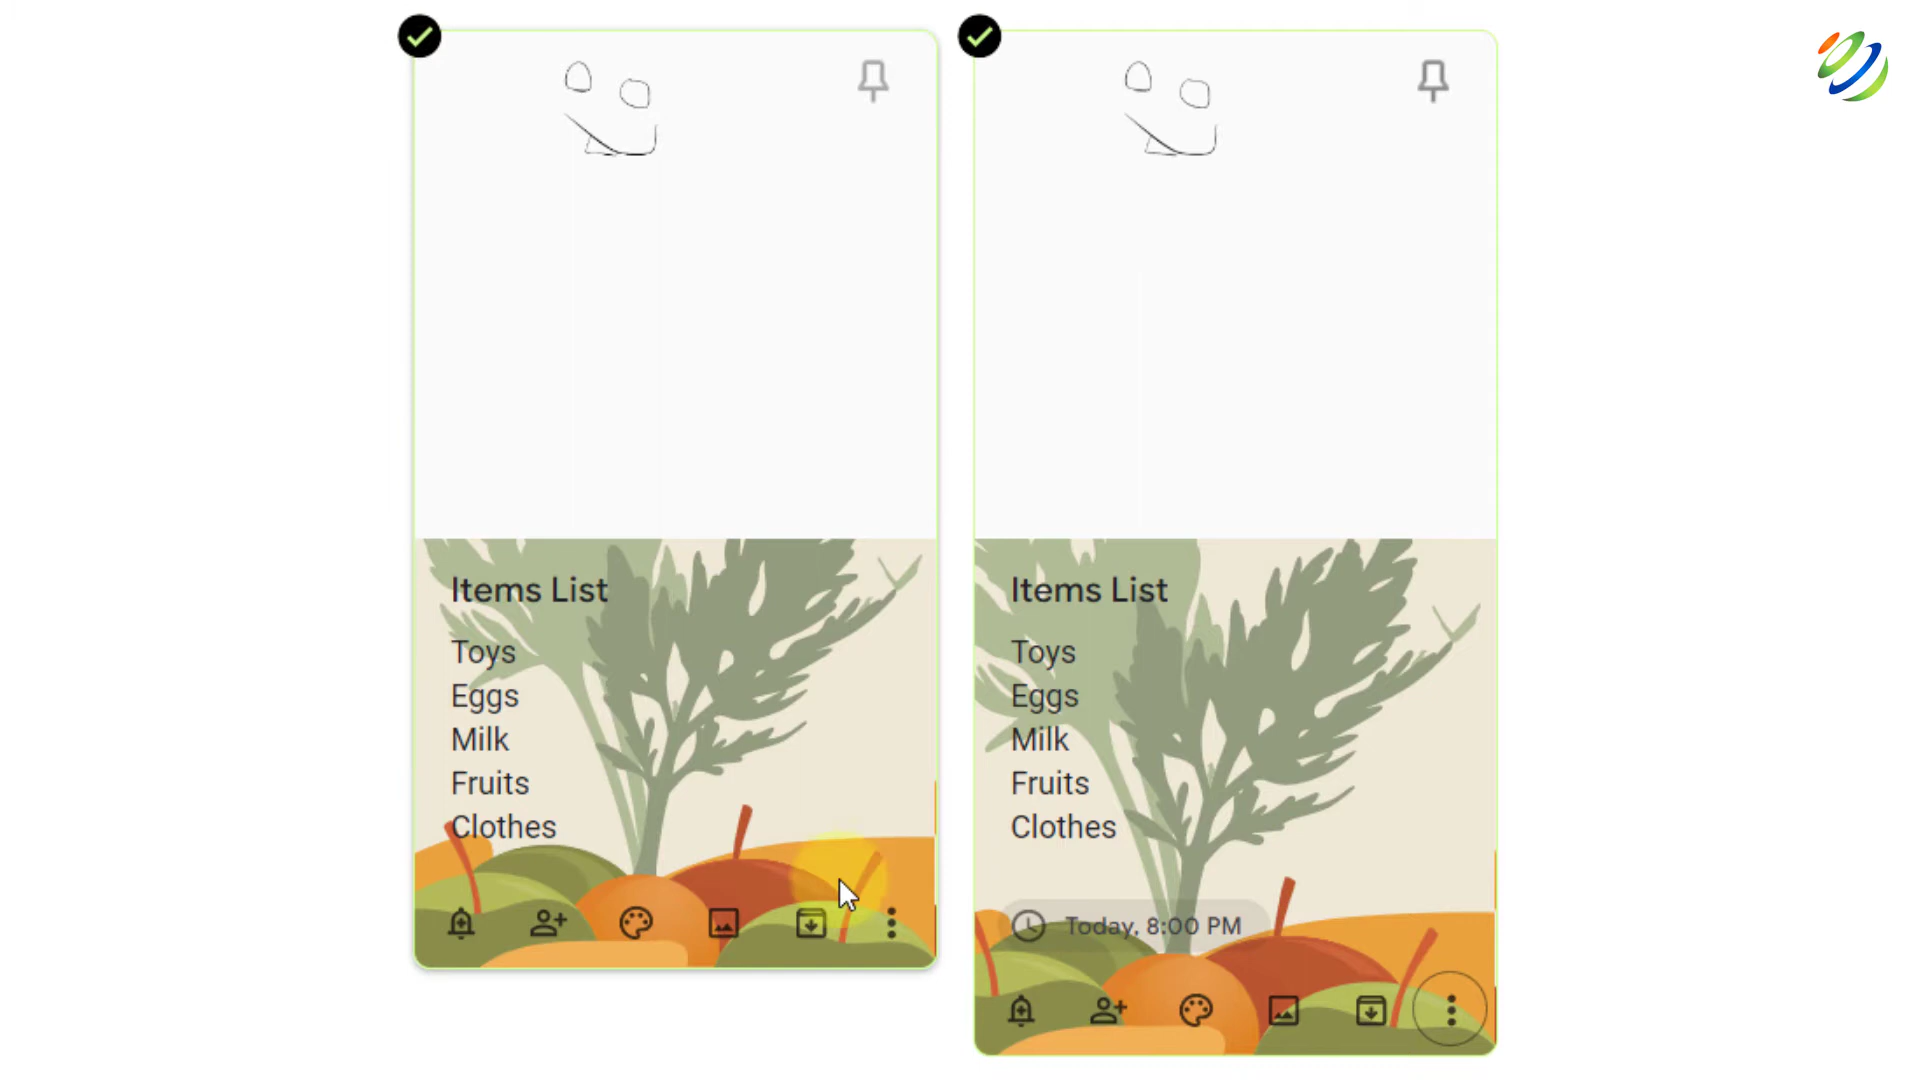 Items List
Toys
Eggs
Milk
Fruits
Clothes
Items List
Toys
Eggs
Milk
Fruits
Clothes
Today, 8:00 PM